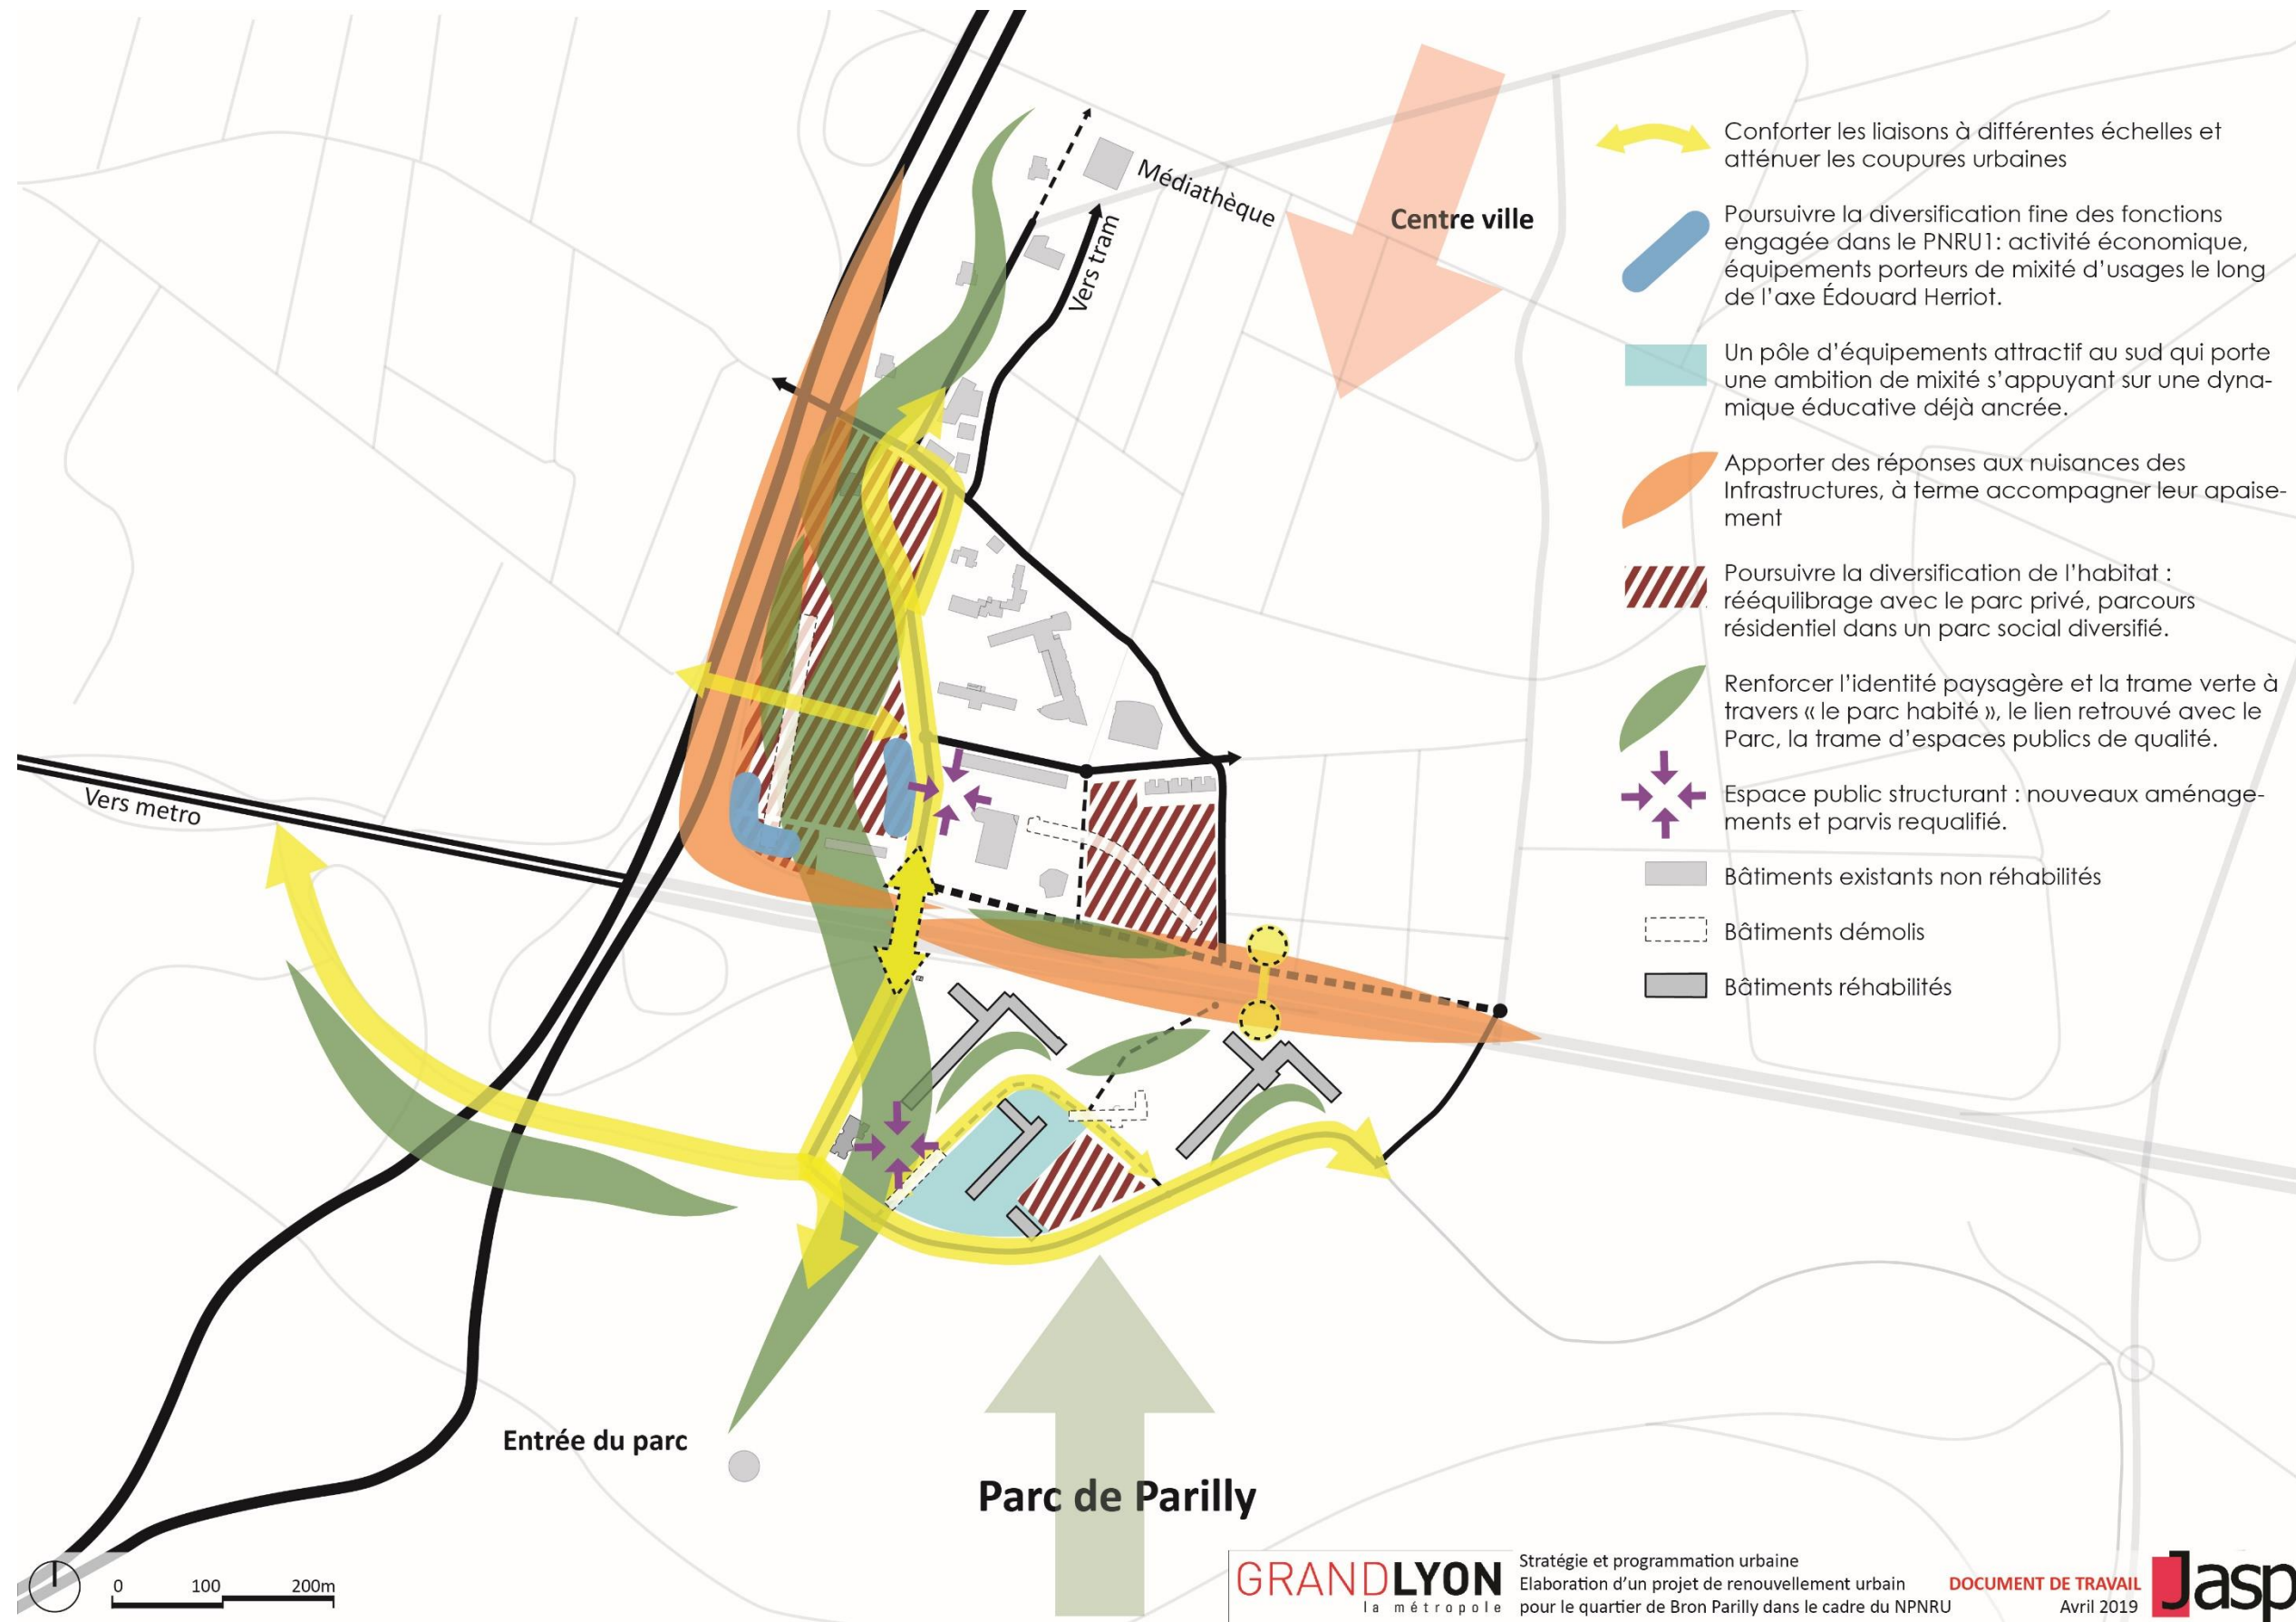 Médiathèque
Vers tram
Centre ville
Vers metro
Entrée du parc
Parc de Parilly
Conforter les liaisons à différentes échelles et
atténuer les coupures urbaines
Poursuivre la diversification fine des fonctions
engagée dans le PNRU1: activité économique,
équipements porteurs de mixité d'usages le long
de l'axe Édouard Herriot.
Un pôle d'équipements attractif au sud qui porte
une ambition de mixité s'appuyant sur une dyna-
mique éducative déjà ancrée.
Apporter des réponses aux nuisances des
Infrastructures, à terme accompagner leur apaise-
ment
Poursuivre la diversification de l'habitat :
rééquilibrage avec le parc privé, parcours
résidentiel dans un parc social diversifié.
Renforcer l'identité paysagère et la trame verte à
travers « le parc habité », le lien retrouvé avec le
Parc, la trame d'espaces publics de qualité.
Espace public structurant : nouveaux aménage-
ments et parvis requalifié.
Bâtiments existants non réhabilités
Bâtiments démolis
Bâtiments réhabilités
0 100 200m
GRANDLYON
la métropole
Stratégie et programmation urbaine
Elaboration d'un projet de renouvellement urbain
pour le quartier de Bron Parilly dans le cadre du NPNRU
DOCUMENT DE TRAVAIL
Avril 2019
Jasp